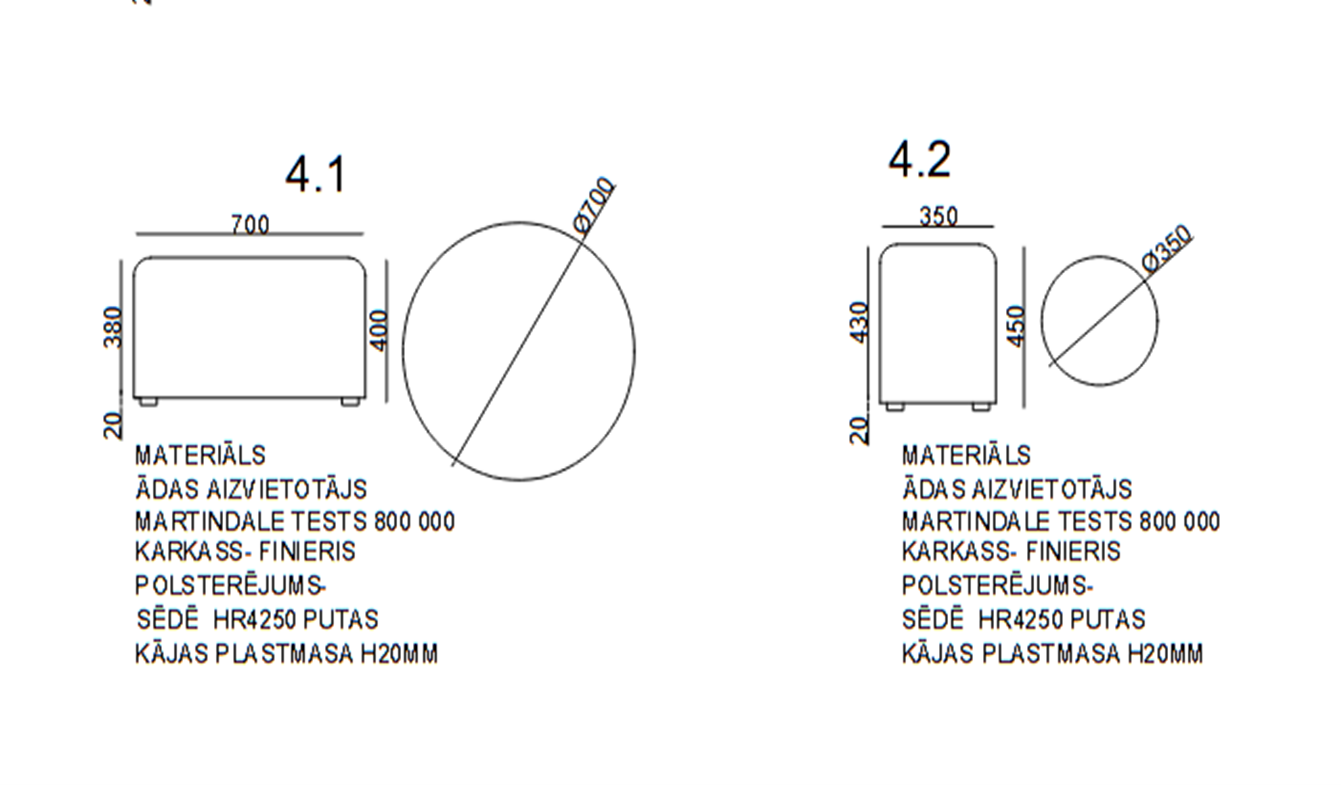 4.1
700
Ø700
380
400
20
MATERIĀLS
ĀDAS AIZVIETOTĀJS
MARTINDALE TESTS 800 000
KARKASS- FINIERIS
POLSTERĒJUMS-
SĒDĒ HR4250 PUTAS
KĀJAS PLASTMASA H20MM
4.2
350
Ø350
430
450
20
MATERIĀLS
ĀDAS AIZVIETOTĀJS
MARTINDALE TESTS 800 000
KARKASS- FINIERIS
POLSTERĒJUMS-
SĒDĒ HR4250 PUTAS
KĀJAS PLASTMASA H20MM